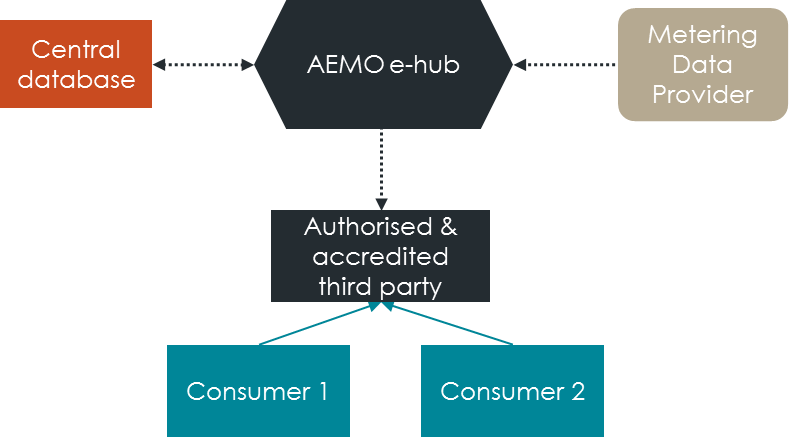 Central
database
AEMO e-hub
Metering
Data
Provider
Authorised &
accredited
third party
Consumer 1
Consumer 2